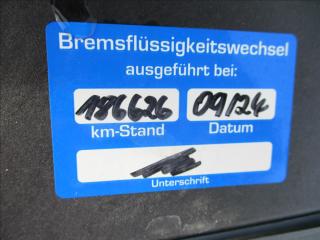 Bremsflüssigkeitswechsel
ausgeführt bei:
186626 09/24
km-Stand Datum
Unterschrift